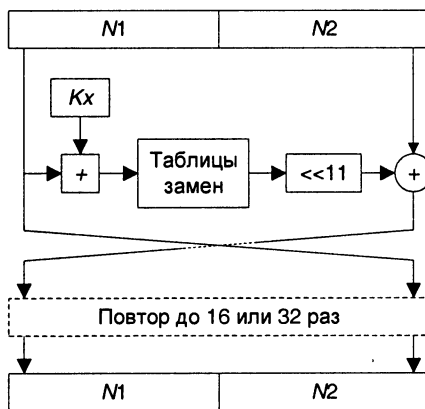 N1 N2
Kx
+
Таблицы
замен
<<11
+
Повтор до 16 или 32 раз
N1 N2